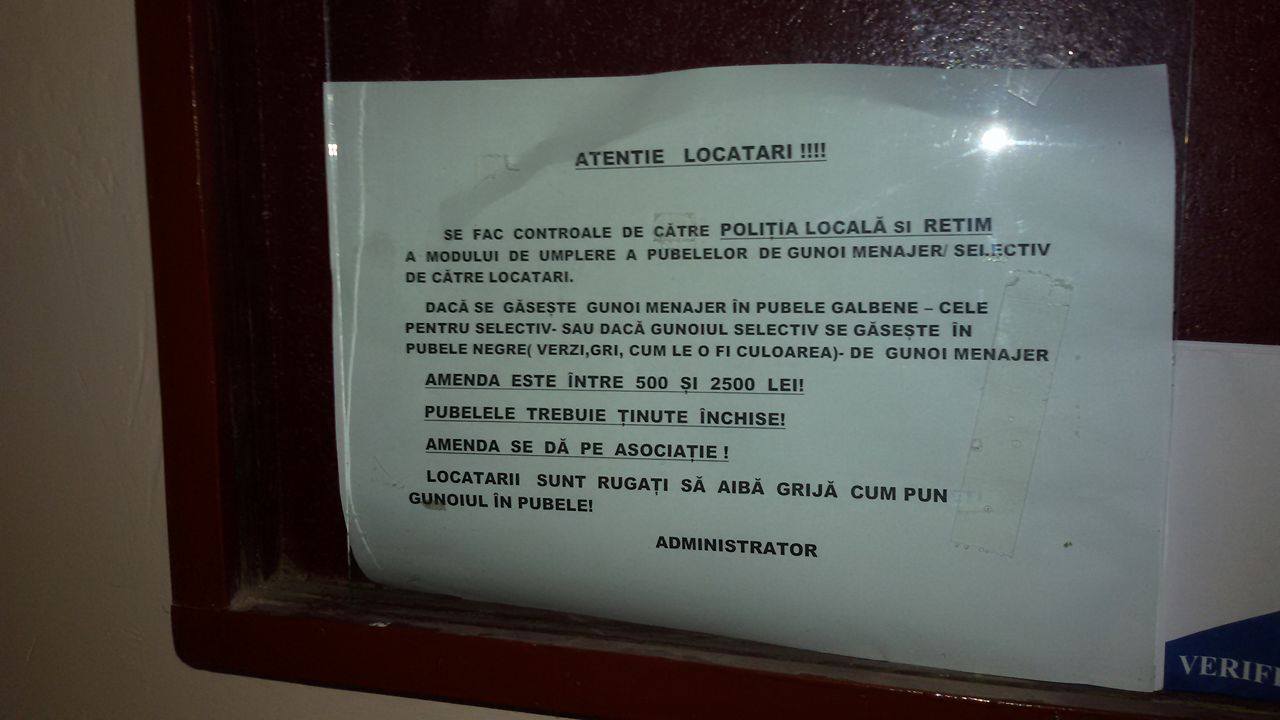 ATENTIE LOCATARI !!!!
SE FAC CONTROALE DE CĂTRE POLIȚIA LOCALĂ SI RETIM
A MODULUI DE UMPLERE A PUBELELOR DE GUNOI MENAJER/ SELECTIV
DE CĂTRE LOCATARI.
DACĂ SE GĂSEȘTE GUNOI MENAJER ÎN PUBELE GALBENE – CELE
PENTRU SELECTIV- SAU DACĂ GUNOIUL SELECTIV SE GĂSEȘTE ÎN
PUBELE NEGRE( VERZI,GRI, CUM LE O FI CULOAREA)- DE GUNOI MENAJER
AMENDA ESTE ÎNTRE 500 ȘI 2500 LEI!
PUBELELE TREBUIE ȚINUTE ÎNCHISE!
AMENDA SE DĂ PE ASOCIAȚIE !
LOCATARII SUNT RUGAȚI SĂ AIBĂ GRIJĂ CUM PUN
GUNOIUL ÎN PUBELE!
ADMINISTRATOR
VERIFI